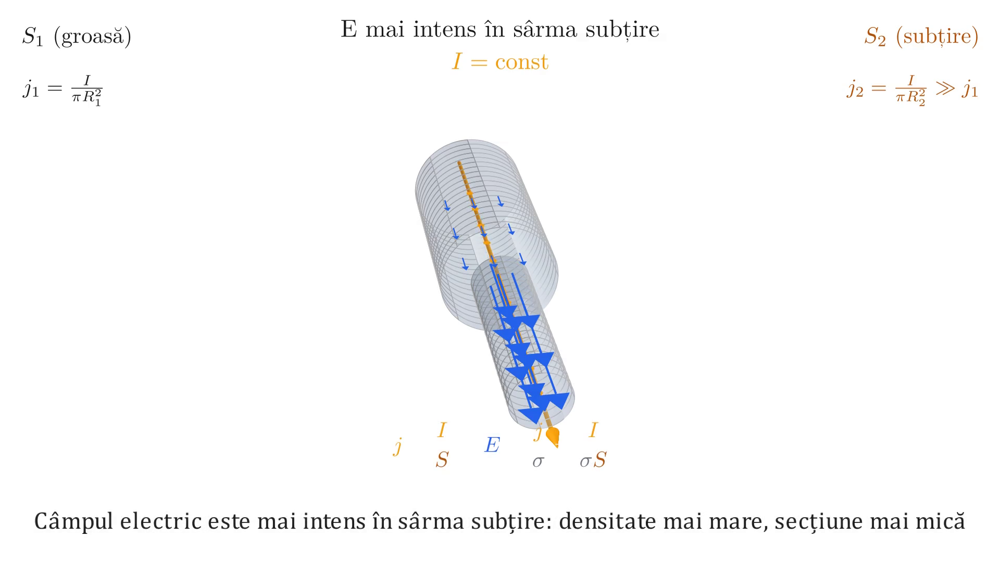 S₁ (groasă)
E mai intens în sârma subțire
S₂ (subțire)
I = const
j₁ = I / πR₁²
j₂ = I / πR₂² ≫ j₁
j I S E j σ I σS
Câmpul electric este mai intens în sârma subțire: densitate mai mare, secțiune mai mică